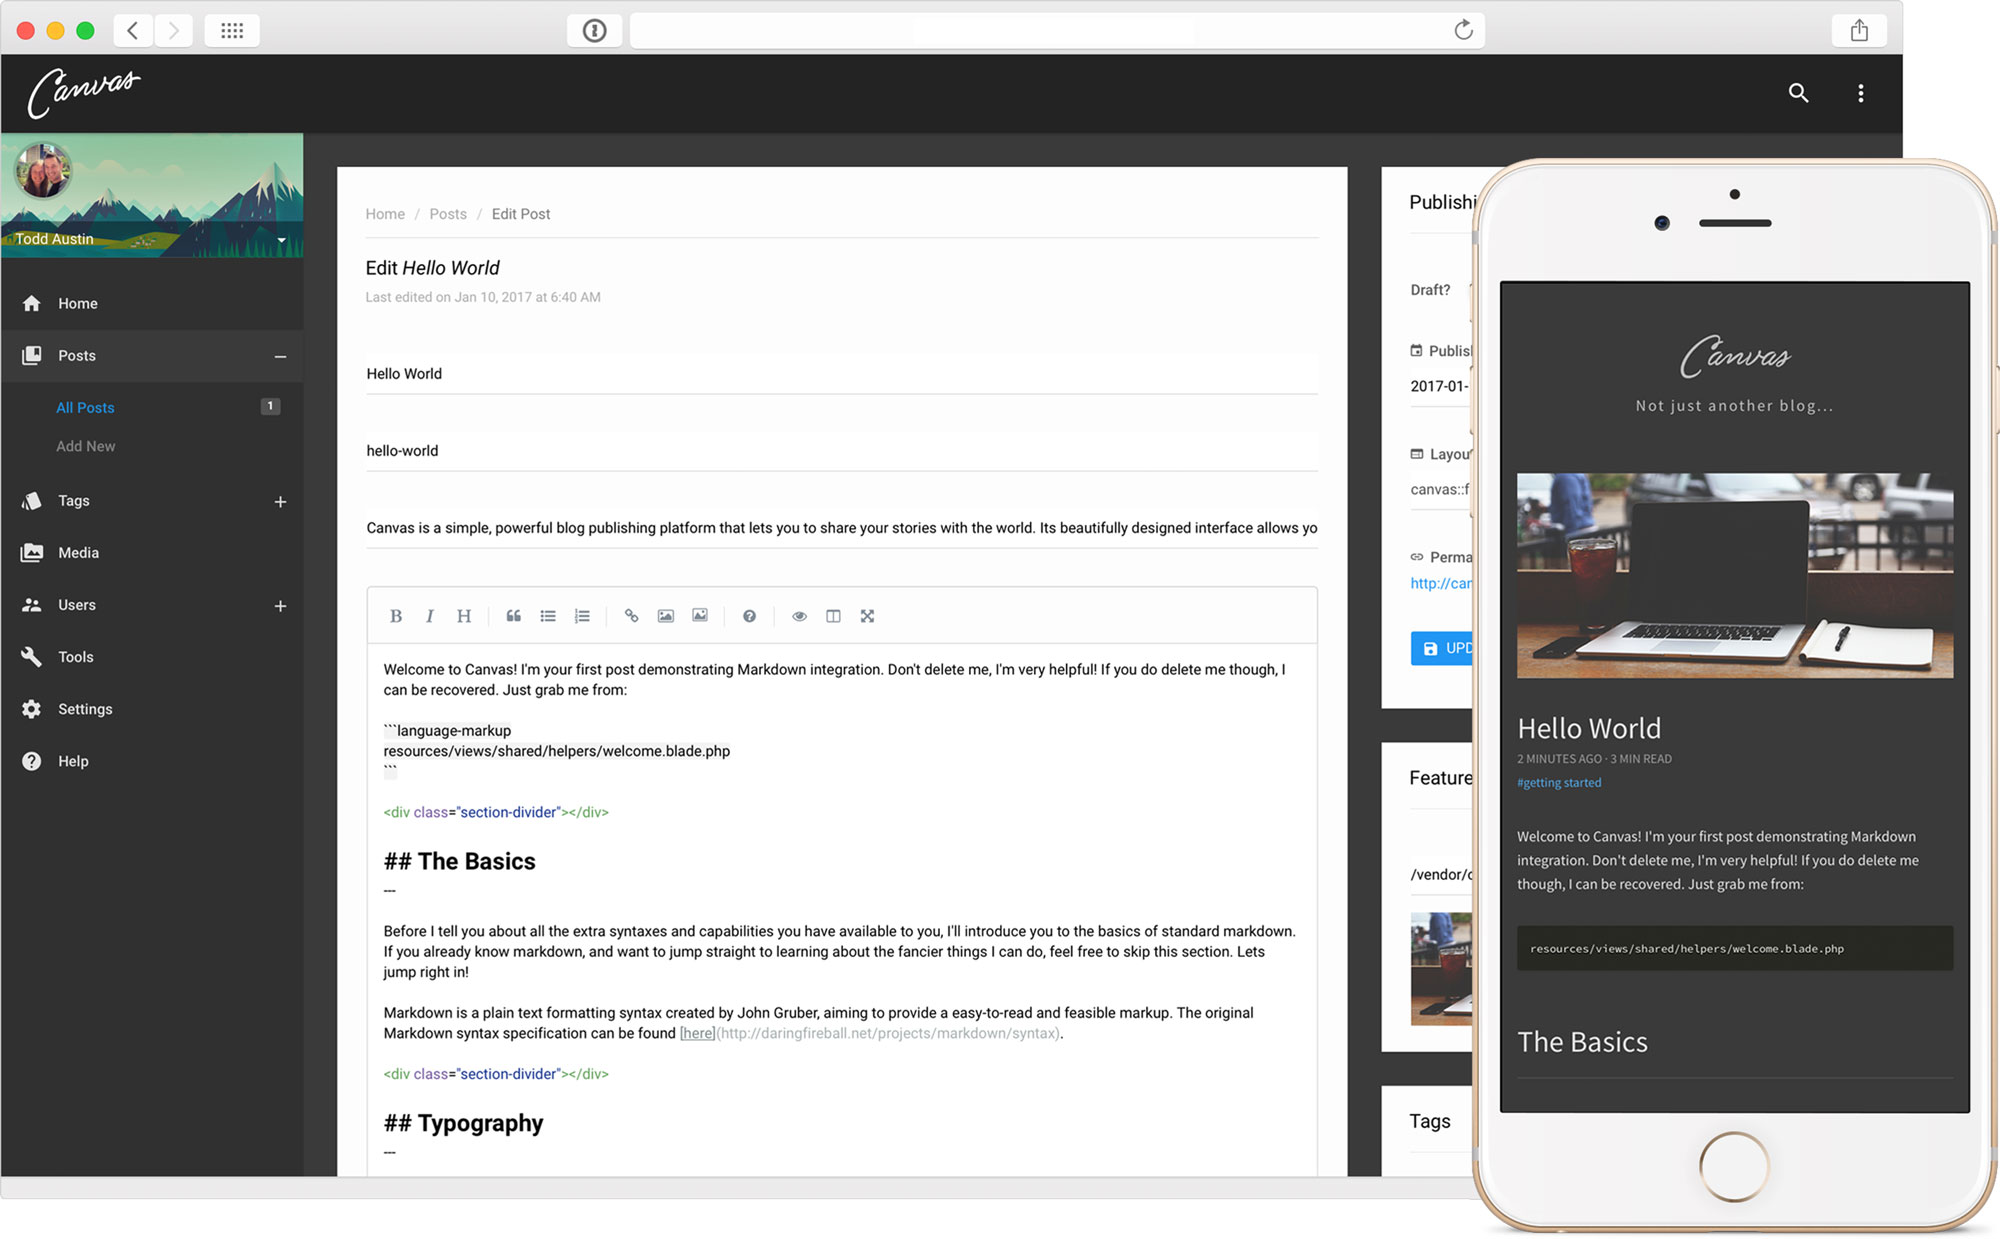 Canvas
Todd Austin
Home
Posts
All Posts
1
Add New
Tags
Media
Users
Tools
Settings
Help
Home / Posts / Edit Post
Edit Hello World
Last edited on Jan 10, 2017 at 6:40 AM
Hello World
hello-world
Canvas is a simple, powerful blog publishing platform that lets you to share your stories with the world. Its beautifully designed interface allows yo
B I H
Welcome to Canvas! I'm your first post demonstrating Markdown integration. Don't delete me, I'm very helpful! If you do delete me though, I
can be recovered. Just grab me from:
```language-markup
resources/views/shared/helpers/welcome.blade.php
```
<div class="section-divider"></div>
## The Basics
---
Before I tell you about all the extra syntaxes and capabilities you have available to you, I'll introduce you to the basics of standard markdown.
If you already know markdown, and want to jump straight to learning about the fancier things I can do, feel free to skip this section. Lets
jump right in!
Markdown is a plain text formatting syntax created by John Gruber, aiming to provide a easy-to-read and feasible markup. The original
Markdown syntax specification can be found [here](http://daringfireball.net/projects/markdown/syntax).
<div class="section-divider"></div>
## Typography
---
Publishi
Draft?
Publis
2017-01-
Layou
canvas::f
Perma
http://can
UPD
Feature
/vendor/c
Tags
Canvas
Not just another blog...
Hello World
2 MINUTES AGO · 3 MIN READ
#getting started
Welcome to Canvas! I'm your first post demonstrating Markdown
integration. Don't delete me, I'm very helpful! If you do delete me
though, I can be recovered. Just grab me from:
resources/views/shared/helpers/welcome.blade.php
The Basics